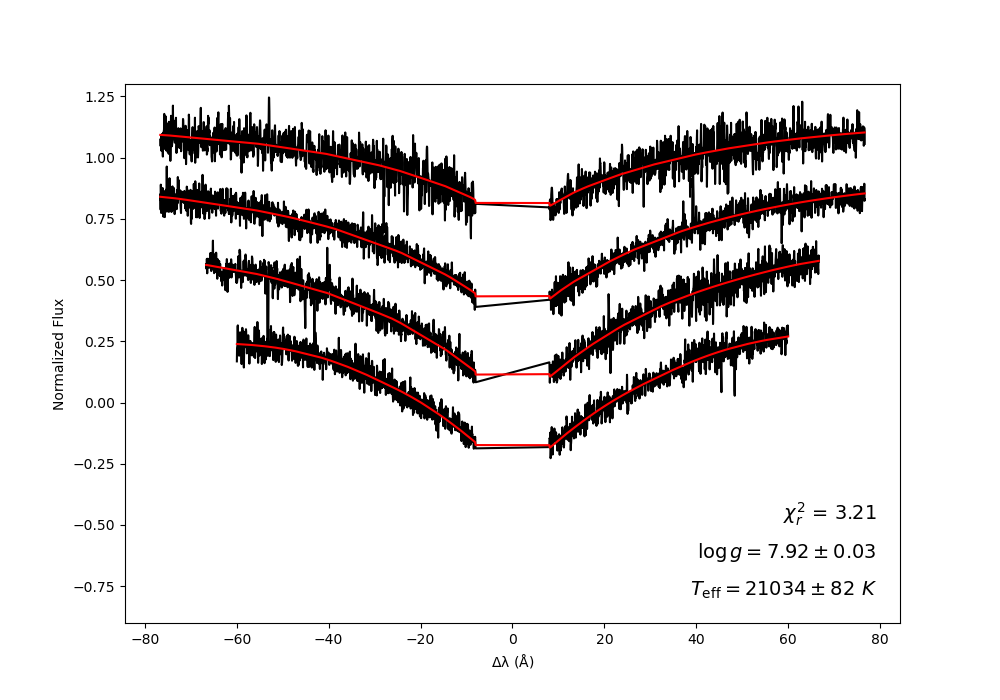 1.25
1.00
0.75
0.50
0.25
0.00
−0.25
−0.50
−0.75
Normalized Flux
χ²ᵣ = 3.21
log g = 7.92 ± 0.03
T_eff = 21034 ± 82 K
−80 −60 −40 −20 0 20 40 60 80
Δλ (Å)